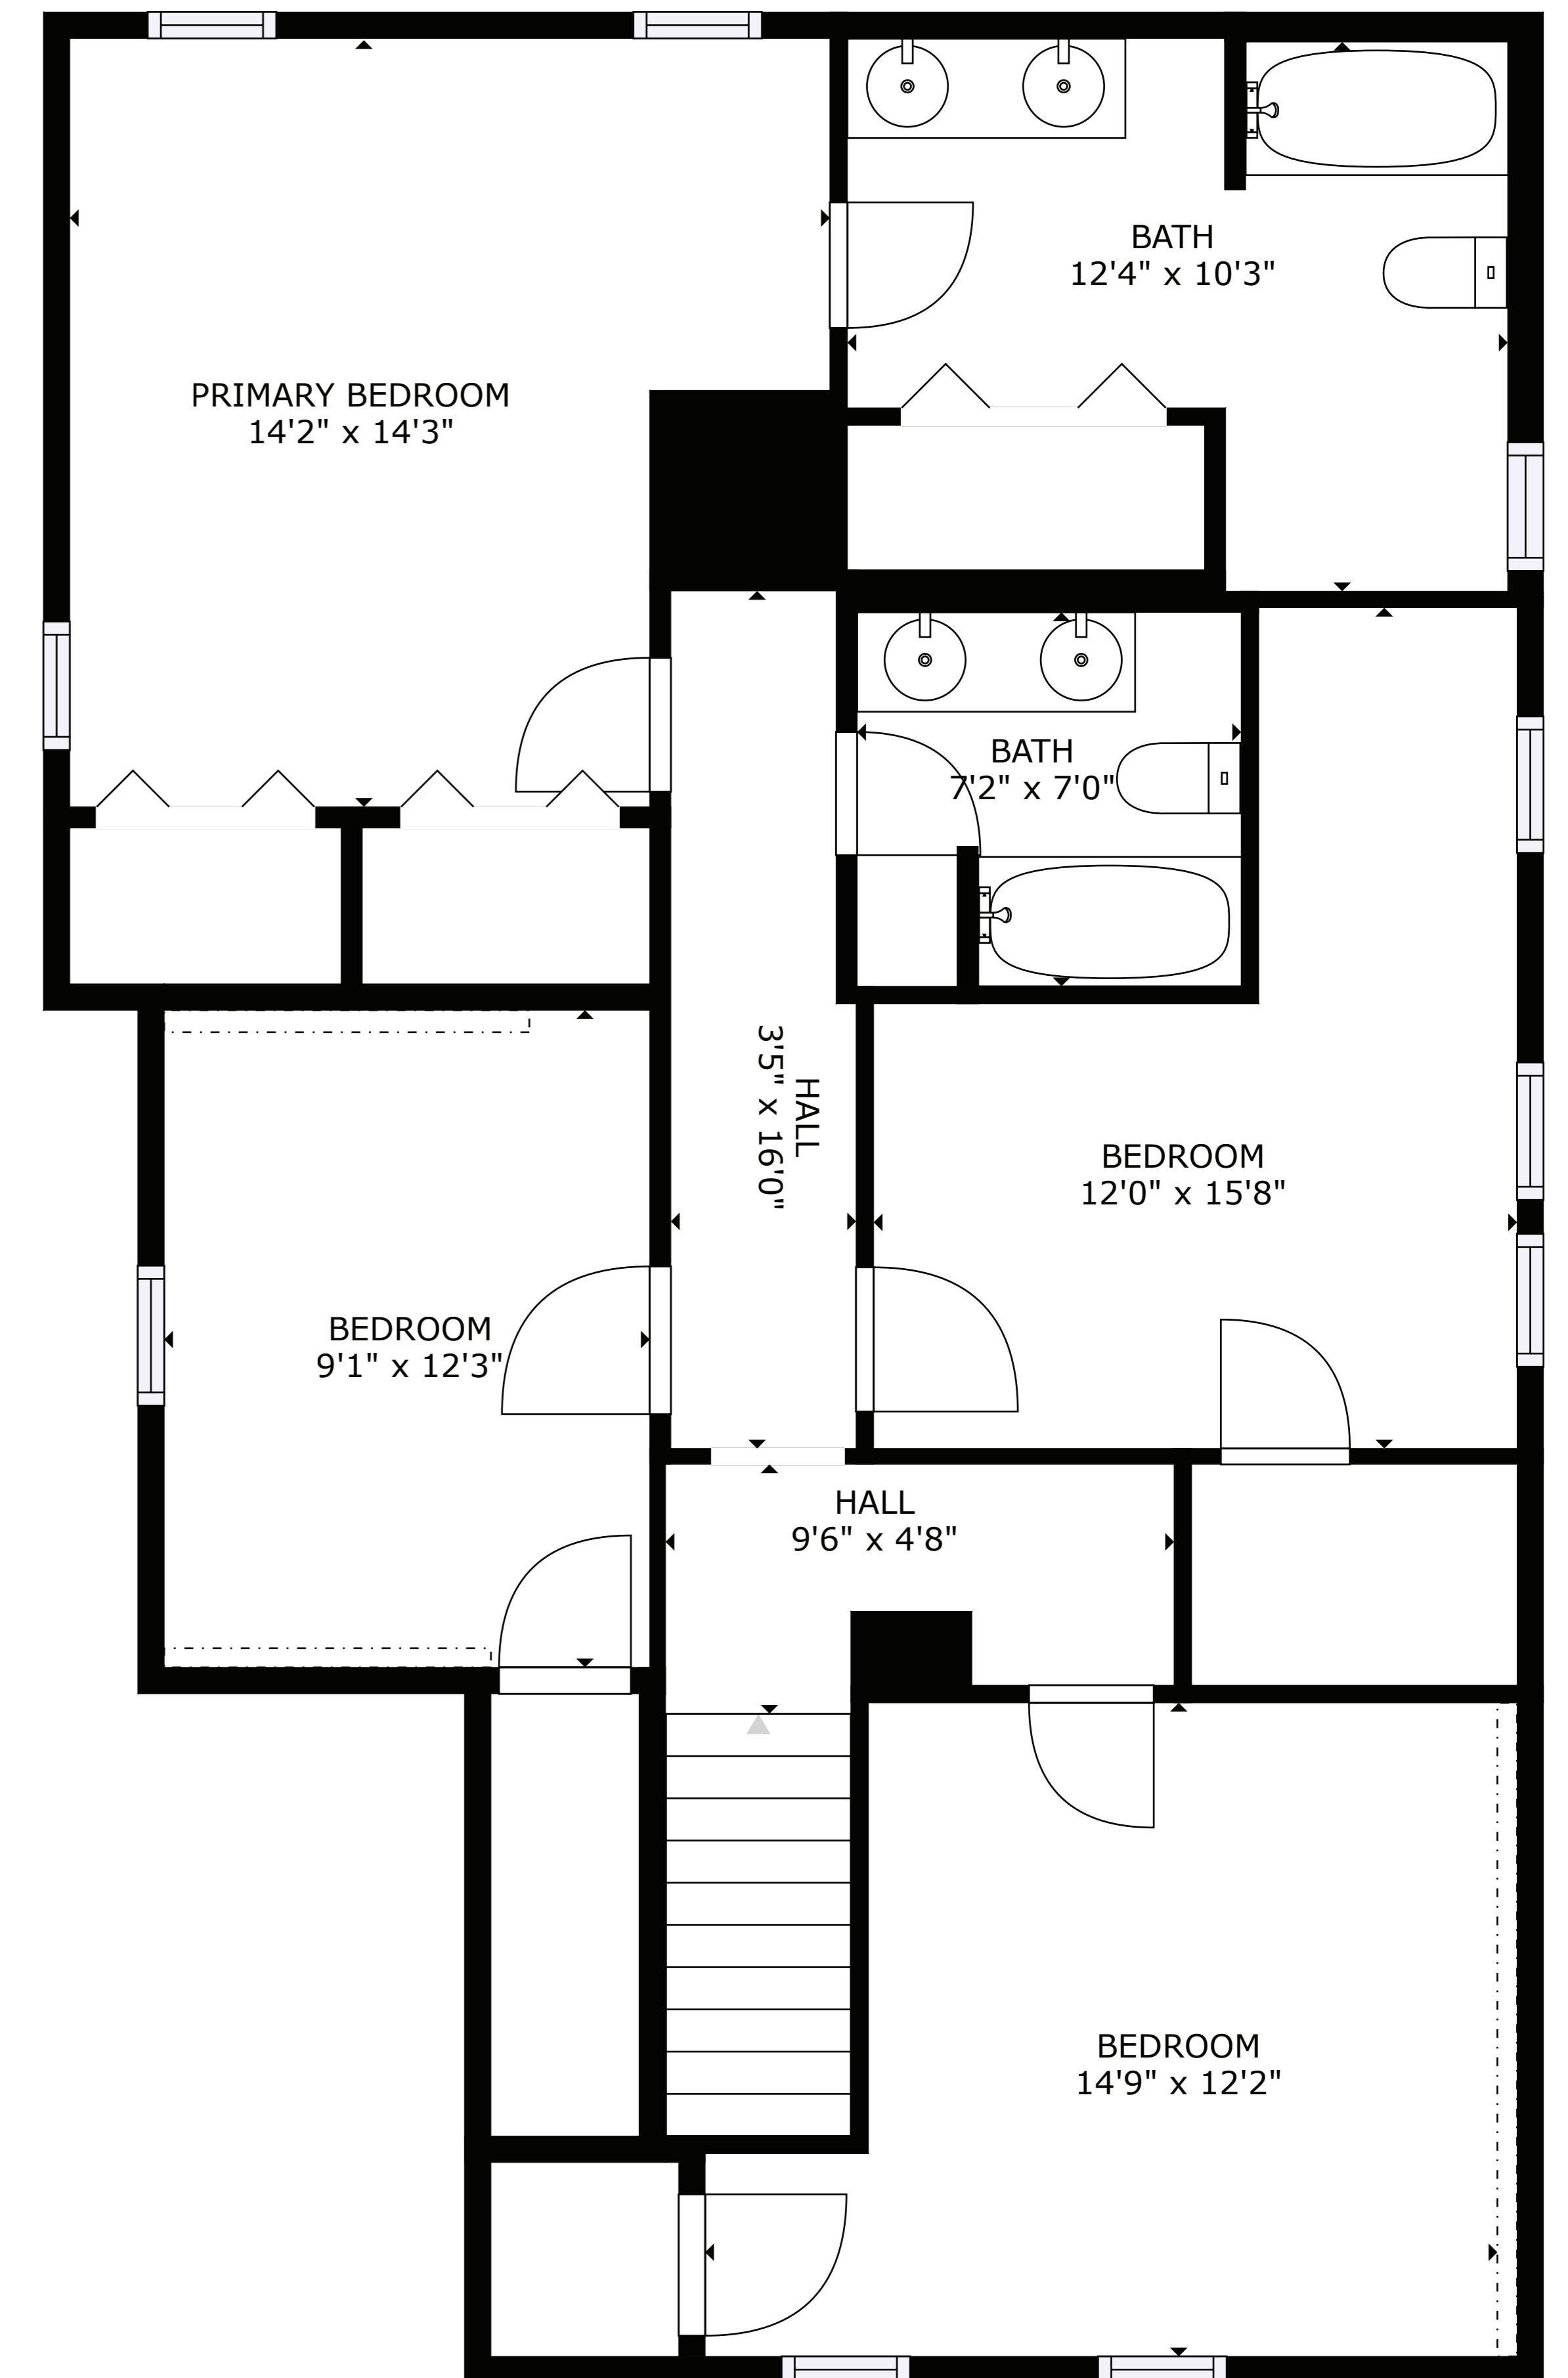 BATH
12'4" x 10'3"
PRIMARY BEDROOM
14'2" x 14'3"
BATH
7'2" x 7'0"
HALL
3'5" x 16'0"
BEDROOM
12'0" x 15'8"
BEDROOM
9'1" x 12'3"
HALL
9'6" x 4'8"
BEDROOM
14'9" x 12'2"